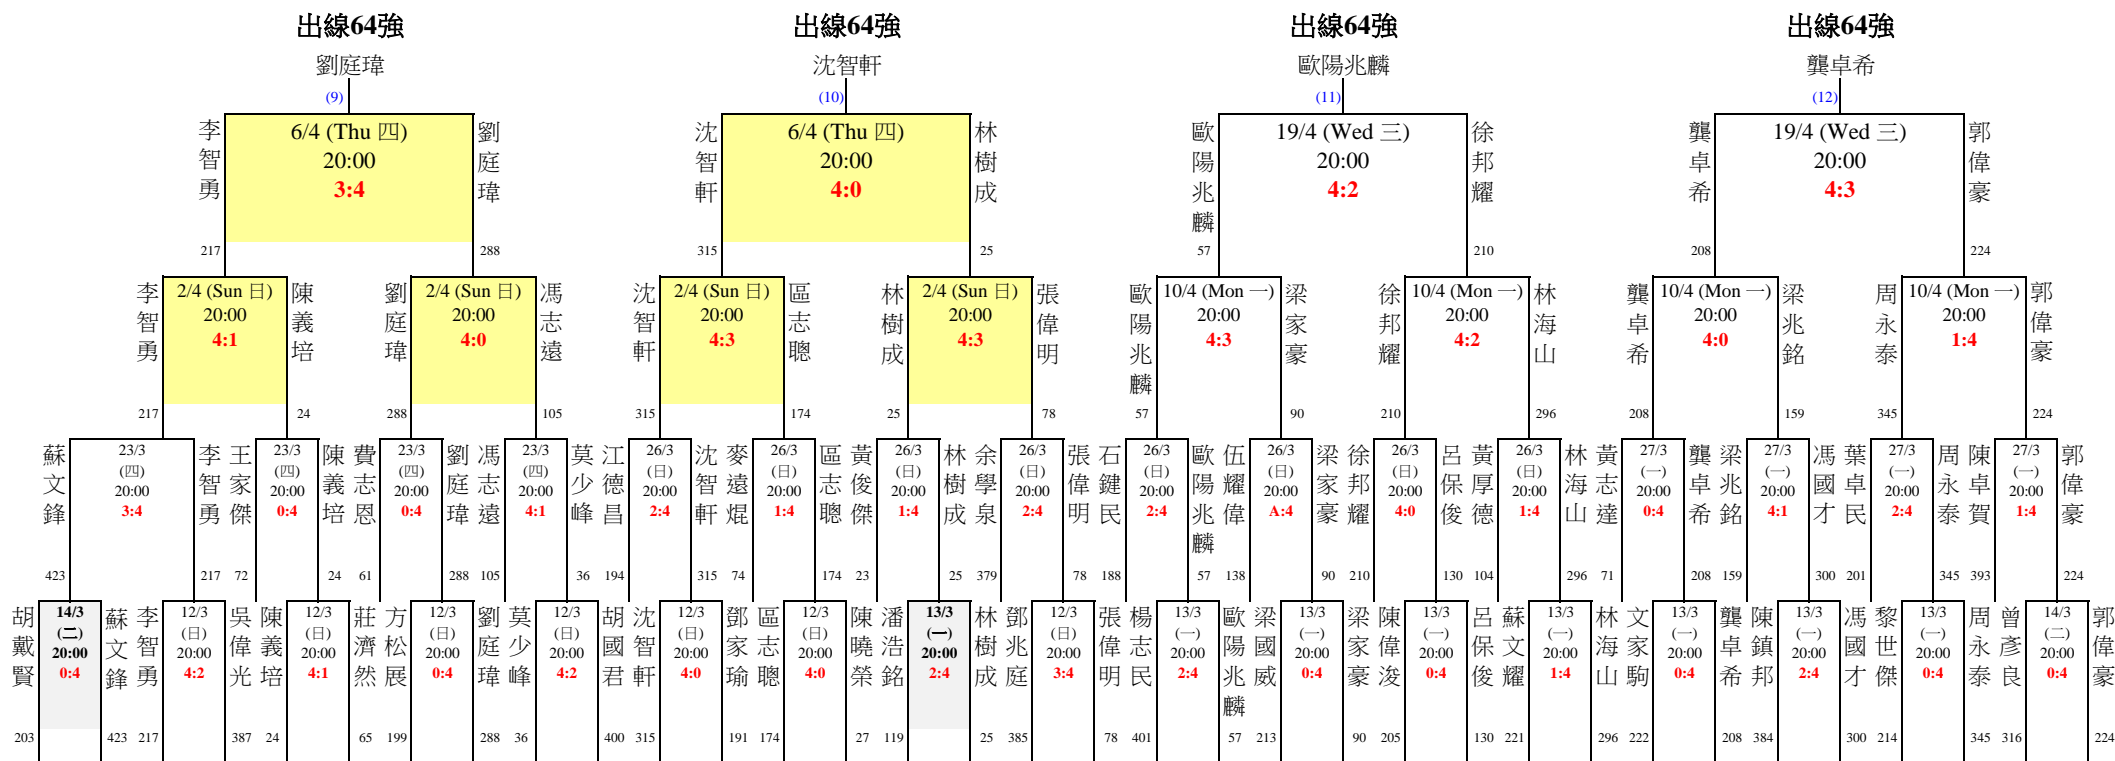 出線64強
出線64強
出線64強
出線64強
劉庭瑋
沈智軒
歐陽兆麟
龔卓希
(9)
(10)
(11)
(12)
李智勇
6/4 (Thu 四)
20:00
3:4
劉庭瑋
沈智軒
6/4 (Thu 四)
20:00
4:0
林樹成
歐陽兆麟
19/4 (Wed 三)
20:00
4:2
徐邦耀
龔卓希
19/4 (Wed 三)
20:00
4:3
郭偉豪
217
288
315
25
57
210
208
224
李智勇
2/4 (Sun 日)
20:00
4:1
陳義培
劉庭瑋
2/4 (Sun 日)
20:00
4:0
馮志遠
沈智軒
2/4 (Sun 日)
20:00
4:3
區志聰
林樹成
2/4 (Sun 日)
20:00
4:3
張偉明
歐陽兆麟
10/4 (Mon 一)
20:00
4:3
梁家豪
徐邦耀
10/4 (Mon 一)
20:00
4:2
林海山
龔卓希
10/4 (Mon 一)
20:00
4:0
梁兆銘
周永泰
10/4 (Mon 一)
20:00
1:4
郭偉豪
217
24
288
105
315
174
25
78
57
90
210
296
208
159
345
224
蘇文鋒
23/3
(四)
20:00
3:4
李智勇
王家傑
23/3
(四)
20:00
0:4
陳義培
費志恩
23/3
(四)
20:00
0:4
劉庭瑋
馮志遠
23/3
(四)
20:00
4:1
莫少峰
江德昌
26/3
(日)
20:00
2:4
沈智軒
麥遠焜
26/3
(日)
20:00
1:4
區志聰
黃俊傑
26/3
(日)
20:00
1:4
林樹成
余學泉
26/3
(日)
20:00
2:4
張偉明
石鍵民
26/3
(日)
20:00
2:4
歐陽兆麟
伍耀偉
26/3
(日)
20:00
A:4
梁家豪
徐邦耀
26/3
(日)
20:00
4:0
呂保俊
黃厚德
26/3
(日)
20:00
1:4
林海山
黃志達
27/3
(一)
20:00
0:4
龔卓希
梁兆銘
27/3
(一)
20:00
4:1
馮國才
葉卓民
27/3
(一)
20:00
2:4
周永泰
陳卓賀
27/3
(一)
20:00
1:4
郭偉豪
423
217
72
24
61
288
105
36
194
315
74
174
23
25
379
78
188
57
138
90
210
130
104
296
71
208
159
300
201
345
393
224
胡戴賢
14/3
(二)
20:00
0:4
蘇文鋒
李智勇
12/3
(日)
20:00
4:2
吳偉光
陳義培
12/3
(日)
20:00
4:1
莊濟然
方松展
12/3
(日)
20:00
0:4
劉庭瑋
莫少峰
12/3
(日)
20:00
4:2
胡國君
沈智軒
12/3
(日)
20:00
4:0
鄧家瑜
區志聰
12/3
(日)
20:00
4:0
陳曉榮
潘浩銘
13/3
(一)
20:00
2:4
林樹成
鄧兆庭
12/3
(日)
20:00
3:4
張偉明
楊志民
13/3
(一)
20:00
2:4
歐陽兆麟
梁國威
13/3
(一)
20:00
0:4
梁家豪
陳偉浚
13/3
(一)
20:00
0:4
呂保俊
蘇文耀
13/3
(一)
20:00
1:4
林海山
文家駒
13/3
(一)
20:00
0:4
龔卓希
陳鎮邦
13/3
(一)
20:00
2:4
馮國才
黎世傑
13/3
(一)
20:00
0:4
周永泰
曾彥良
14/3
(二)
20:00
0:4
郭偉豪
203
423
217
387
24
65
199
288
36
400
315
191
174
27
119
25
385
78
401
57
213
90
205
130
221
296
222
208
384
300
214
345
316
224